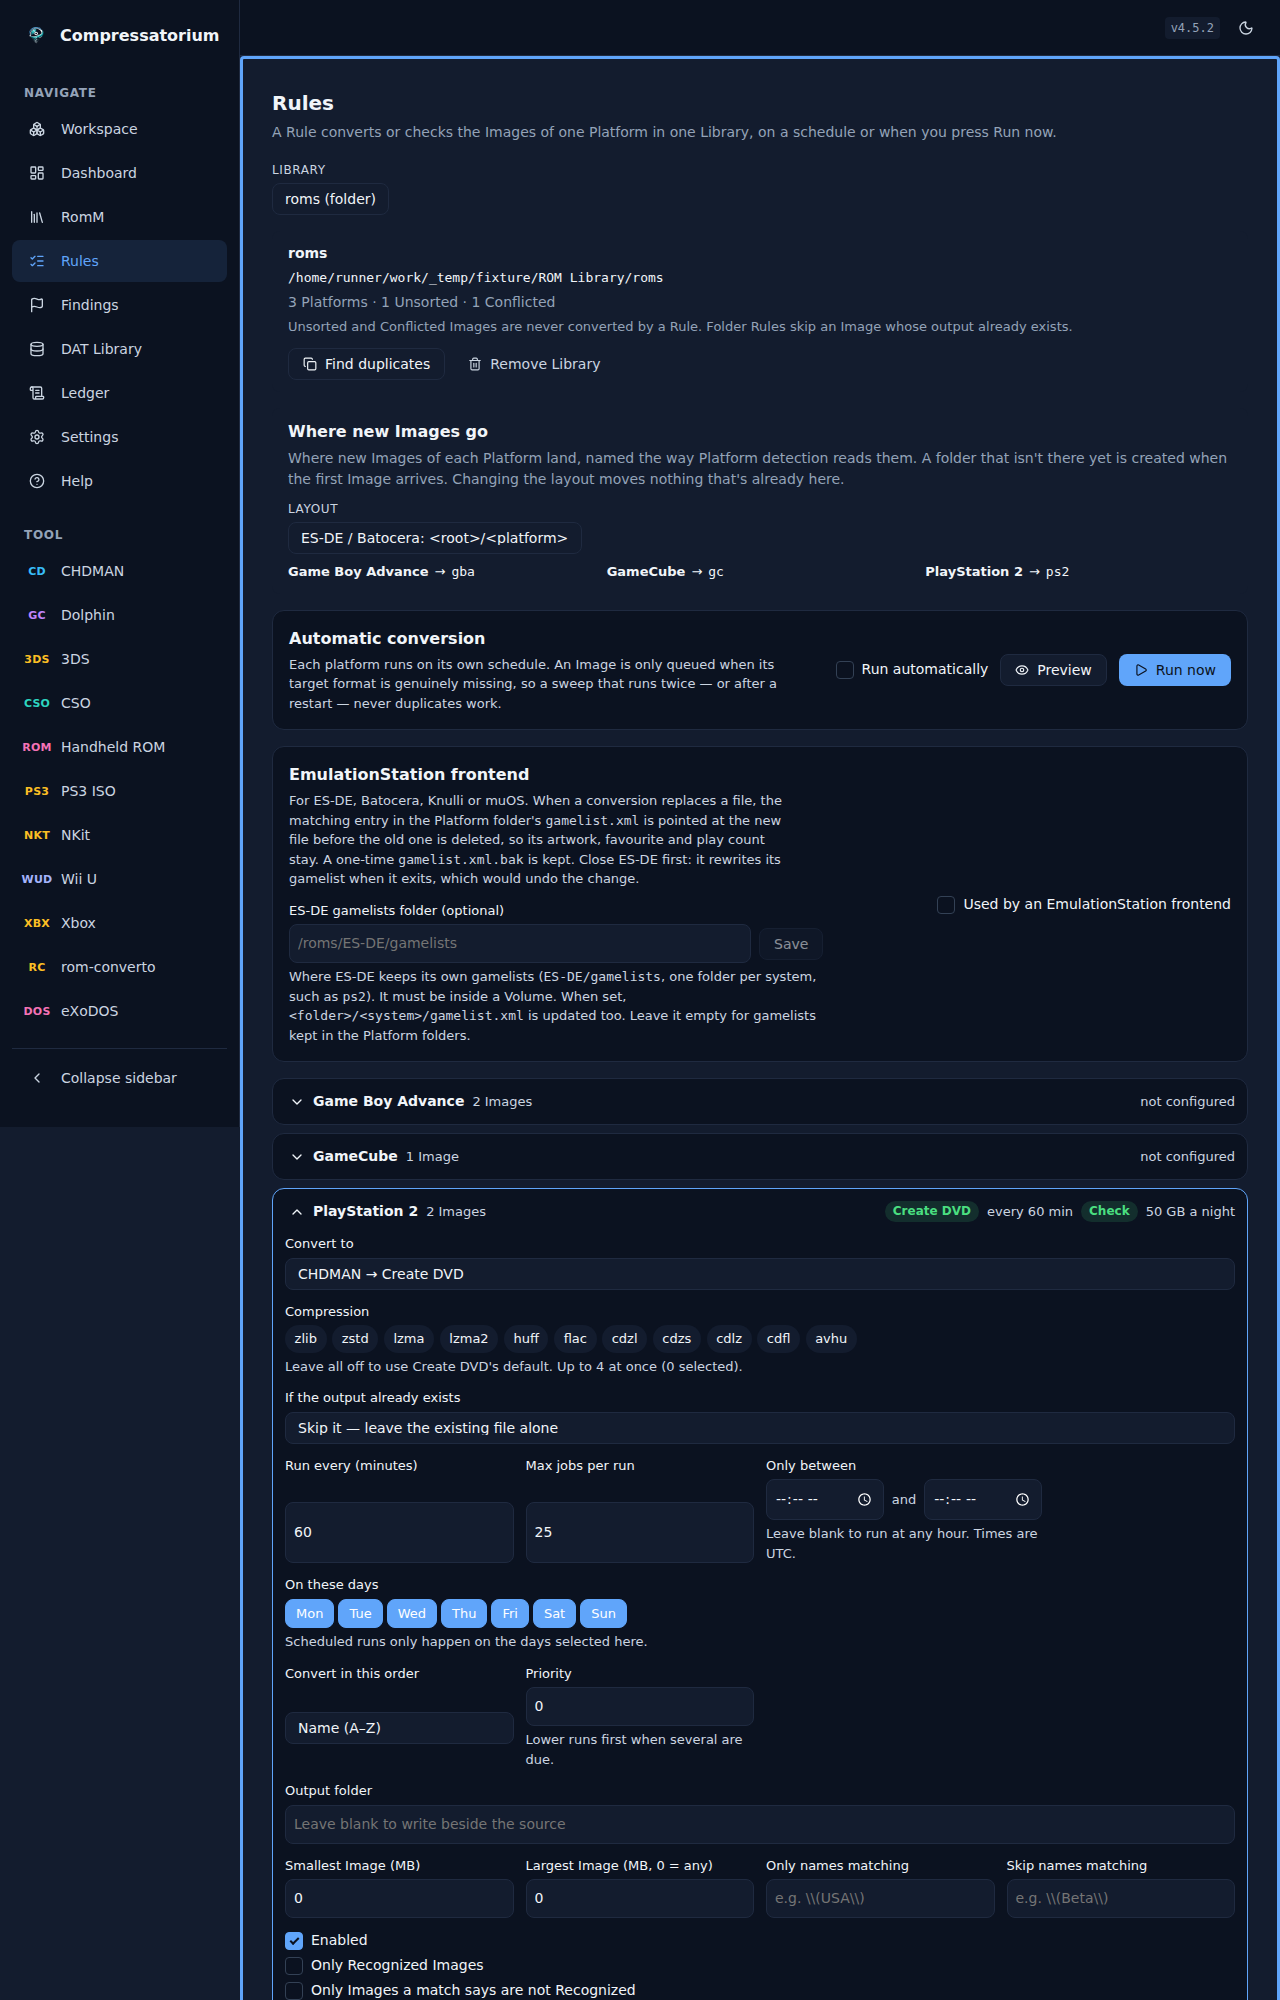 Compressatorium
v4.5.2
NAVIGATE
Workspace
Dashboard
RomM
Rules
Findings
DAT Library
Ledger
Settings
Help
TOOL
CD CHDMAN
GC Dolphin
3DS 3DS
CSO CSO
ROM Handheld ROM
PS3 PS3 ISO
NKT NKit
WUD Wii U
XBX Xbox
RC rom-converto
DOS eXoDOS
Collapse sidebar
Rules
A Rule converts or checks the Images of one Platform in one Library, on a schedule or when you press Run now.
LIBRARY
roms (folder)
roms
/home/runner/work/_temp/fixture/ROM Library/roms
3 Platforms · 1 Unsorted · 1 Conflicted
Unsorted and Conflicted Images are never converted by a Rule. Folder Rules skip an Image whose output already exists.
Find duplicates
Remove Library
Where new Images go
Where new Images of each Platform land, named the way Platform detection reads them. A folder that isn't there yet is created when
the first Image arrives. Changing the layout moves nothing that's already here.
LAYOUT
ES-DE / Batocera: <root>/<platform>
Game Boy Advance → gba
GameCube → gc
PlayStation 2 → ps2
Automatic conversion
Each platform runs on its own schedule. An Image is only queued when its
target format is genuinely missing, so a sweep that runs twice — or after a
restart — never duplicates work.
Run automatically
Preview
Run now
EmulationStation frontend
For ES-DE, Batocera, Knulli or muOS. When a conversion replaces a file, the
matching entry in the Platform folder's gamelist.xml is pointed at the new
file before the old one is deleted, so its artwork, favourite and play count
stay. A one-time gamelist.xml.bak is kept. Close ES-DE first: it rewrites its
gamelist when it exits, which would undo the change.
ES-DE gamelists folder (optional)
/roms/ES-DE/gamelists
Save
Where ES-DE keeps its own gamelists (ES-DE/gamelists, one folder per system,
such as ps2). It must be inside a Volume. When set,
<folder>/<system>/gamelist.xml is updated too. Leave it empty for gamelists
kept in the Platform folders.
Used by an EmulationStation frontend
Game Boy Advance 2 Images
not configured
GameCube 1 Image
not configured
PlayStation 2 2 Images
Create DVD every 60 min Check 50 GB a night
Convert to
CHDMAN → Create DVD
Compression
zlib zstd lzma lzma2 huff flac cdzl cdzs cdlz cdfl avhu
Leave all off to use Create DVD's default. Up to 4 at once (0 selected).
If the output already exists
Skip it — leave the existing file alone
Run every (minutes)
60
Max jobs per run
25
Only between
--:-- -- and --:-- --
Leave blank to run at any hour. Times are
UTC.
On these days
Mon Tue Wed Thu Fri Sat Sun
Scheduled runs only happen on the days selected here.
Convert in this order
Name (A–Z)
Priority
0
Lower runs first when several are
due.
Output folder
Leave blank to write beside the source
Smallest Image (MB)
0
Largest Image (MB, 0 = any)
0
Only names matching
e.g. \\(USA\\)
Skip names matching
e.g. \\(Beta\\)
Enabled
Only Recognized Images
Only Images a match says are not Recognized